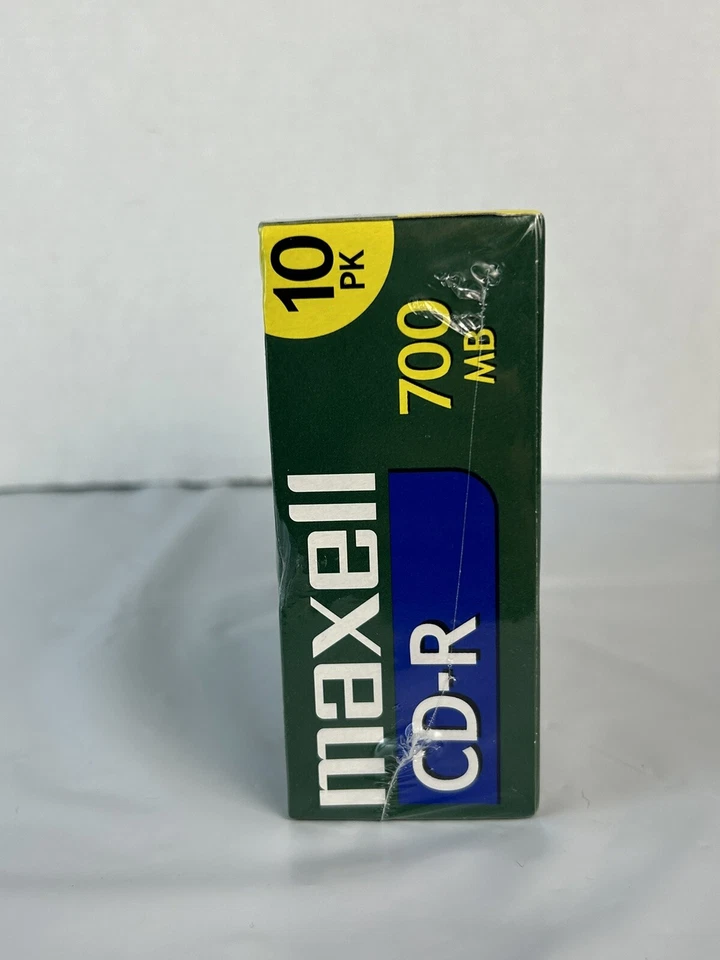 maxell
10
PK
CD-R
700
MB